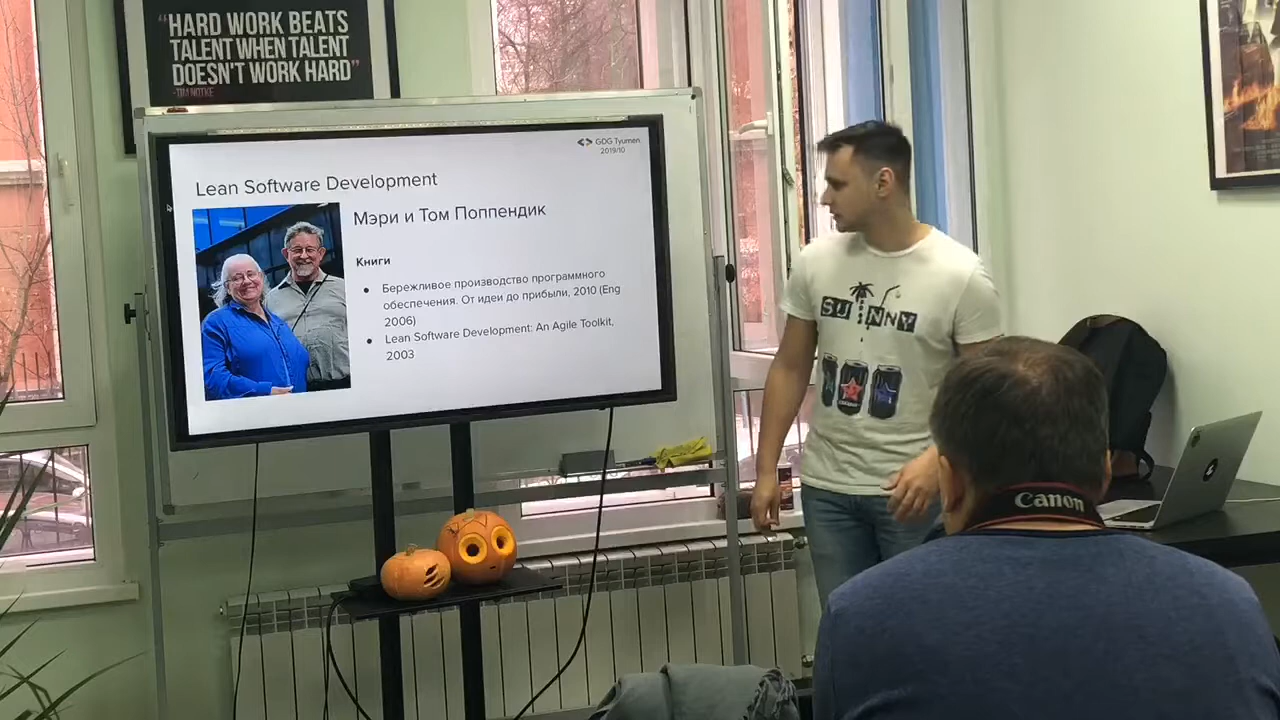 “HARD WORK BEATS
TALENT WHEN TALENT
DOESN'T WORK HARD”
-TIM NOTKE
GDG Tyumen
2019/10
Lean Software Development
Мэри и Том Поппендик
Книги
● Бережливое производство программного
обеспечения. От идеи до прибыли, 2010 (Eng
2006)
● Lean Software Development: An Agile Toolkit,
2003
SUNNY
Canon